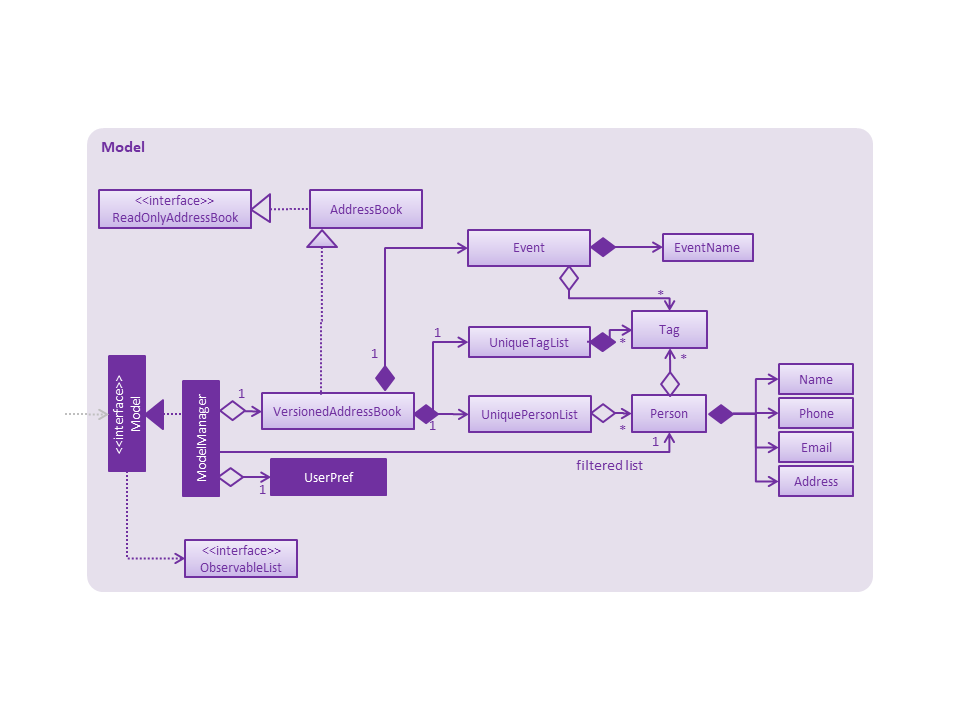 Model
<<interface>>
ReadOnlyAddressBook
AddressBook
Event
EventName
*
1
1
UniqueTagList
*
Tag
*
<<interface>>
Model
ModelManager
1
VersionedAddressBook
1
UniquePersonList
*
Person
1
Name
Phone
Email
Address
filtered list
1
UserPref
<<interface>>
ObservableList